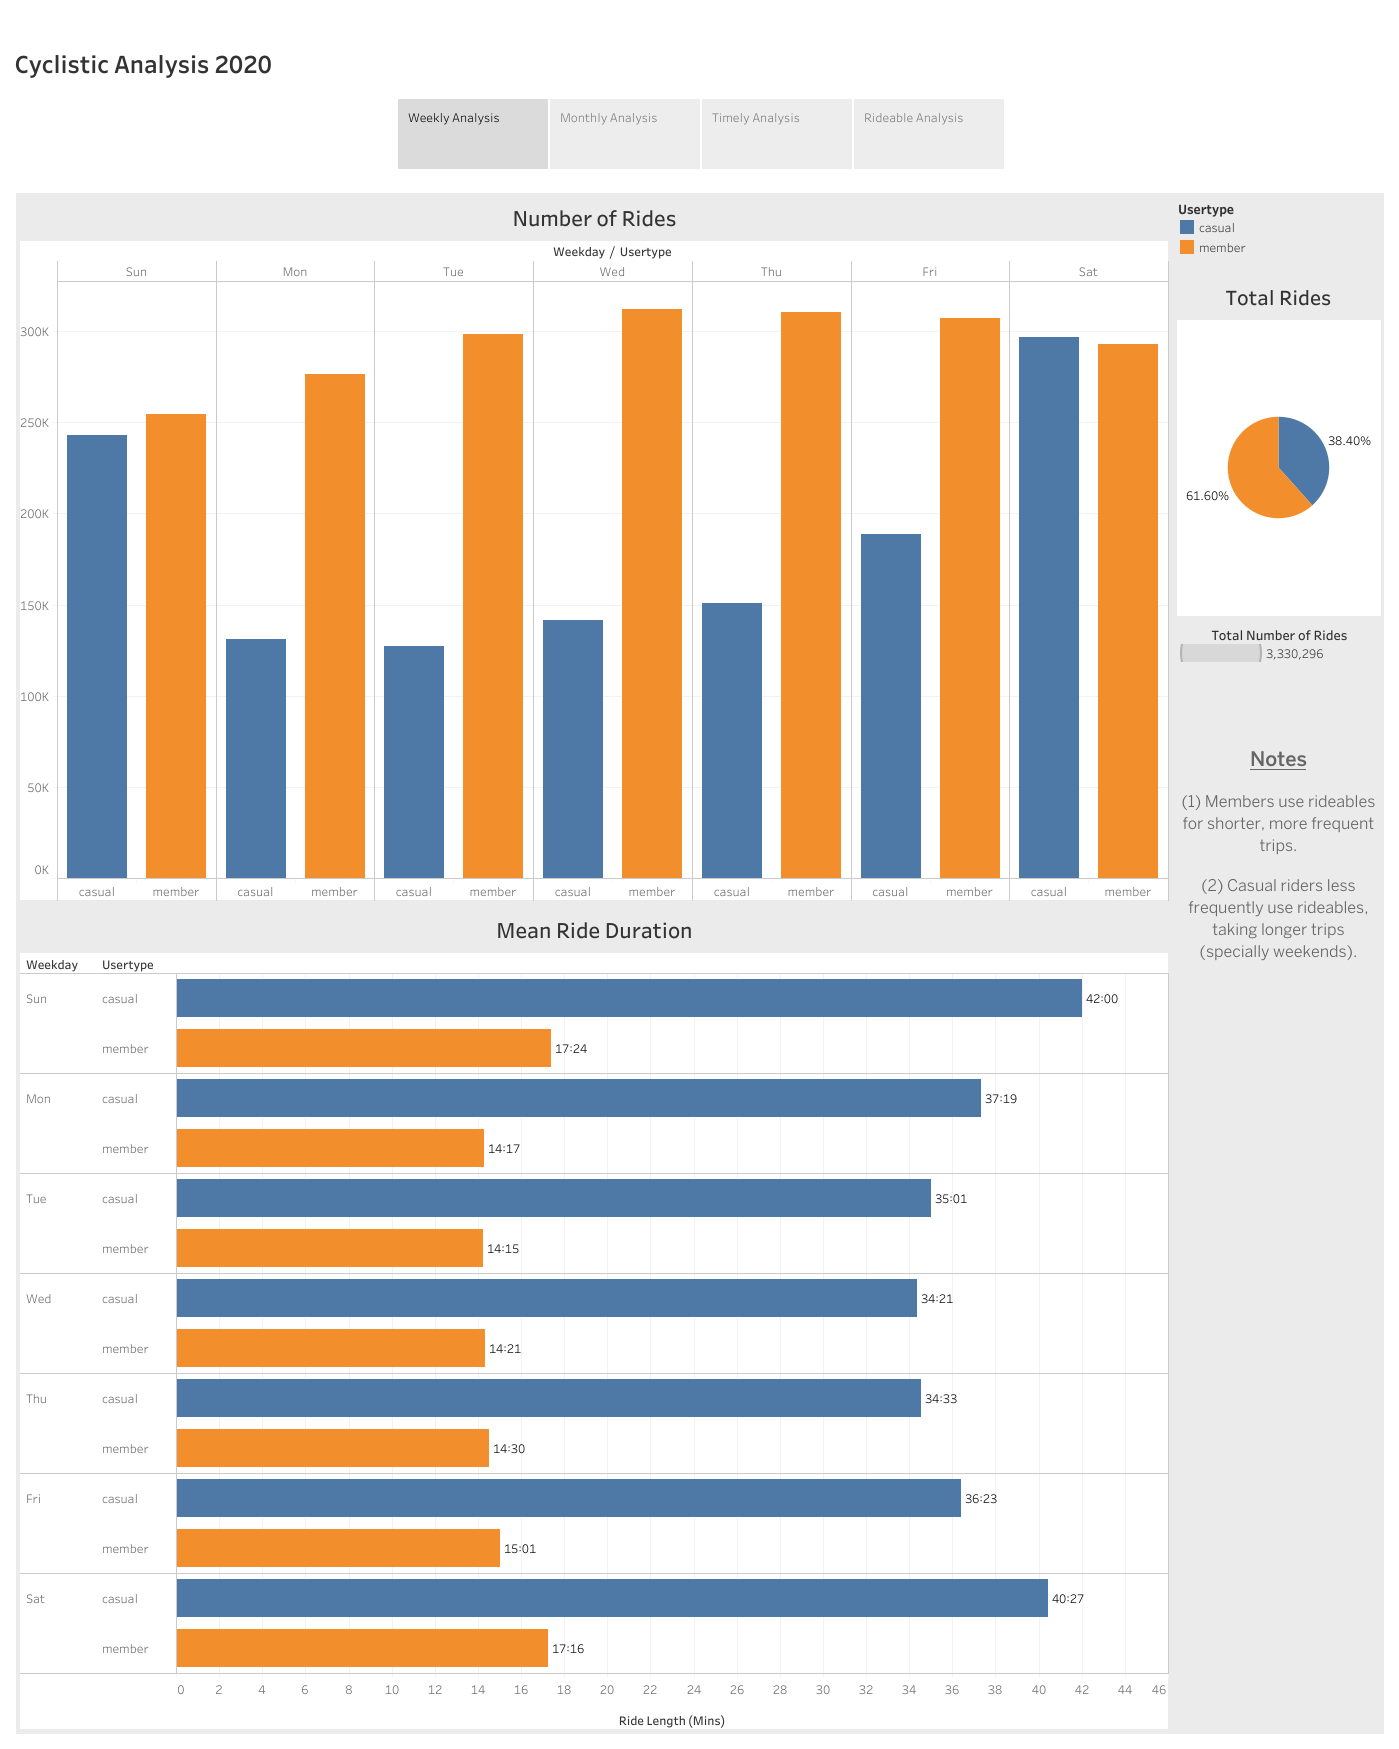 Cyclistic Analysis 2020
Weekly Analysis
Monthly Analysis
Timely Analysis
Rideable Analysis
Number of Rides
Weekday / Usertype
Sun Mon Tue Wed Thu Fri Sat
300K
250K
200K
150K
100K
50K
0K
casual member casual member casual member casual member casual member casual member casual member
Usertype
casual
member
Total Rides
38.40%
61.60%
Total Number of Rides
3,330,296
Notes
(1) Members use rideables
for shorter, more frequent
trips.
(2) Casual riders less
frequently use rideables,
taking longer trips
(specially weekends).
Mean Ride Duration
Weekday Usertype
Sun casual 42:00
member 17:24
Mon casual 37:19
member 14:17
Tue casual 35:01
member 14:15
Wed casual 34:21
member 14:21
Thu casual 34:33
member 14:30
Fri casual 36:23
member 15:01
Sat casual 40:27
member 17:16
0 2 4 6 8 10 12 14 16 18 20 22 24 26 28 30 32 34 36 38 40 42 44 46
Ride Length (Mins)